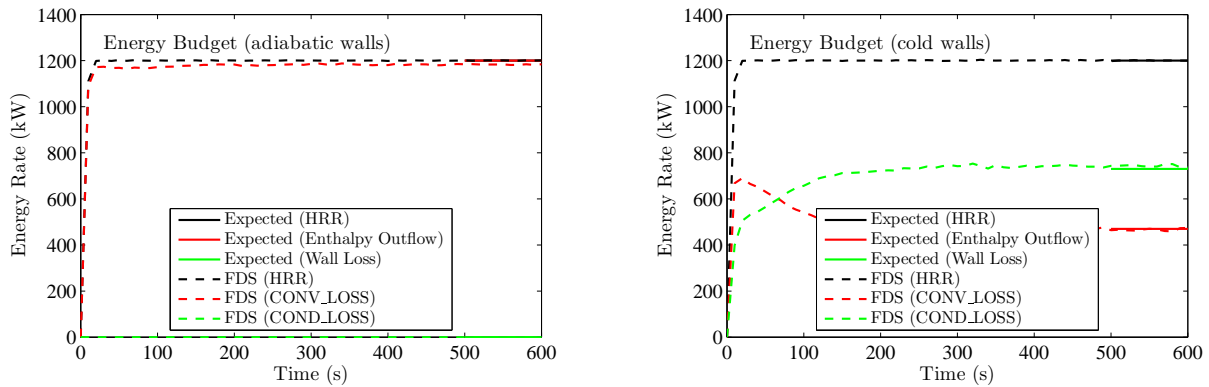 Energy Budget (adiabatic walls)
1400
1200
1000
800
600
400
200
0
Energy Rate (kW)
Expected (HRR)
Expected (Enthalpy Outflow)
Expected (Wall Loss)
FDS (HRR)
FDS (CONV_LOSS)
FDS (COND_LOSS)
0 100 200 300 400 500 600
Time (s)
Energy Budget (cold walls)
1400
1200
1000
800
600
400
200
0
Energy Rate (kW)
Expected (HRR)
Expected (Enthalpy Outflow)
Expected (Wall Loss)
FDS (HRR)
FDS (CONV_LOSS)
FDS (COND_LOSS)
0 100 200 300 400 500 600
Time (s)